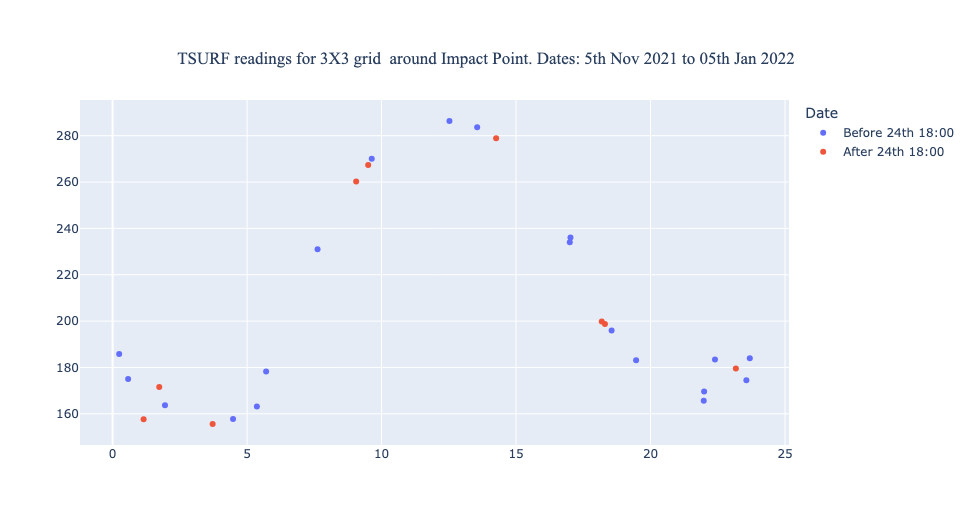 TSURF readings for 3X3 grid  around Impact Point. Dates: 5th Nov 2021 to 05th Jan 2022
Date
Before 24th 18:00
After 24th 18:00
280
260
240
220
200
180
160
0 5 10 15 20 25